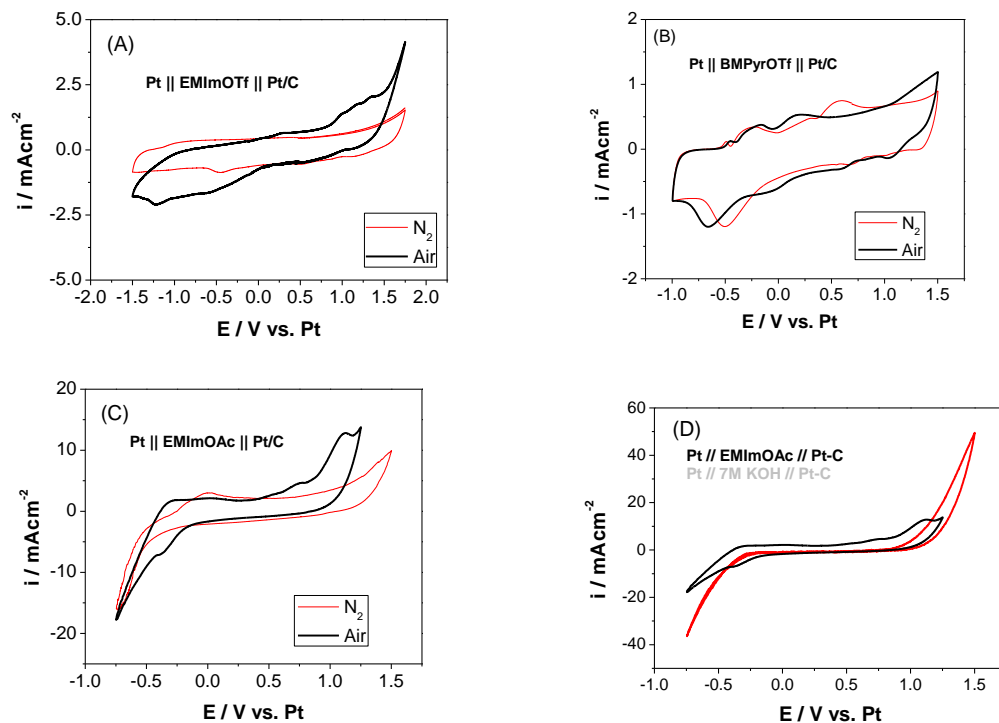 (A)
Pt || EMImOTf || Pt/C
5.0
2.5
0.0
-2.5
-5.0
i / mAcm-2
-2.0 -1.5 -1.0 -0.5 0.0 0.5 1.0 1.5 2.0
E / V vs. Pt
N2
Air
(B)
Pt || BMPyrOTf || Pt/C
2
1
0
-1
-2
i / mAcm-2
-1.0 -0.5 0.0 0.5 1.0 1.5
E / V vs. Pt
N2
Air
(C)
Pt || EMImOAc || Pt/C
20
10
0
-10
-20
i / mAcm-2
-1.0 -0.5 0.0 0.5 1.0 1.5
E / V vs. Pt
N2
Air
(D)
Pt // EMImOAc // Pt-C
Pt // 7M KOH // Pt-C
60
40
20
0
-20
-40
i / mAcm-2
-1.0 -0.5 0.0 0.5 1.0 1.5
E / V vs. Pt